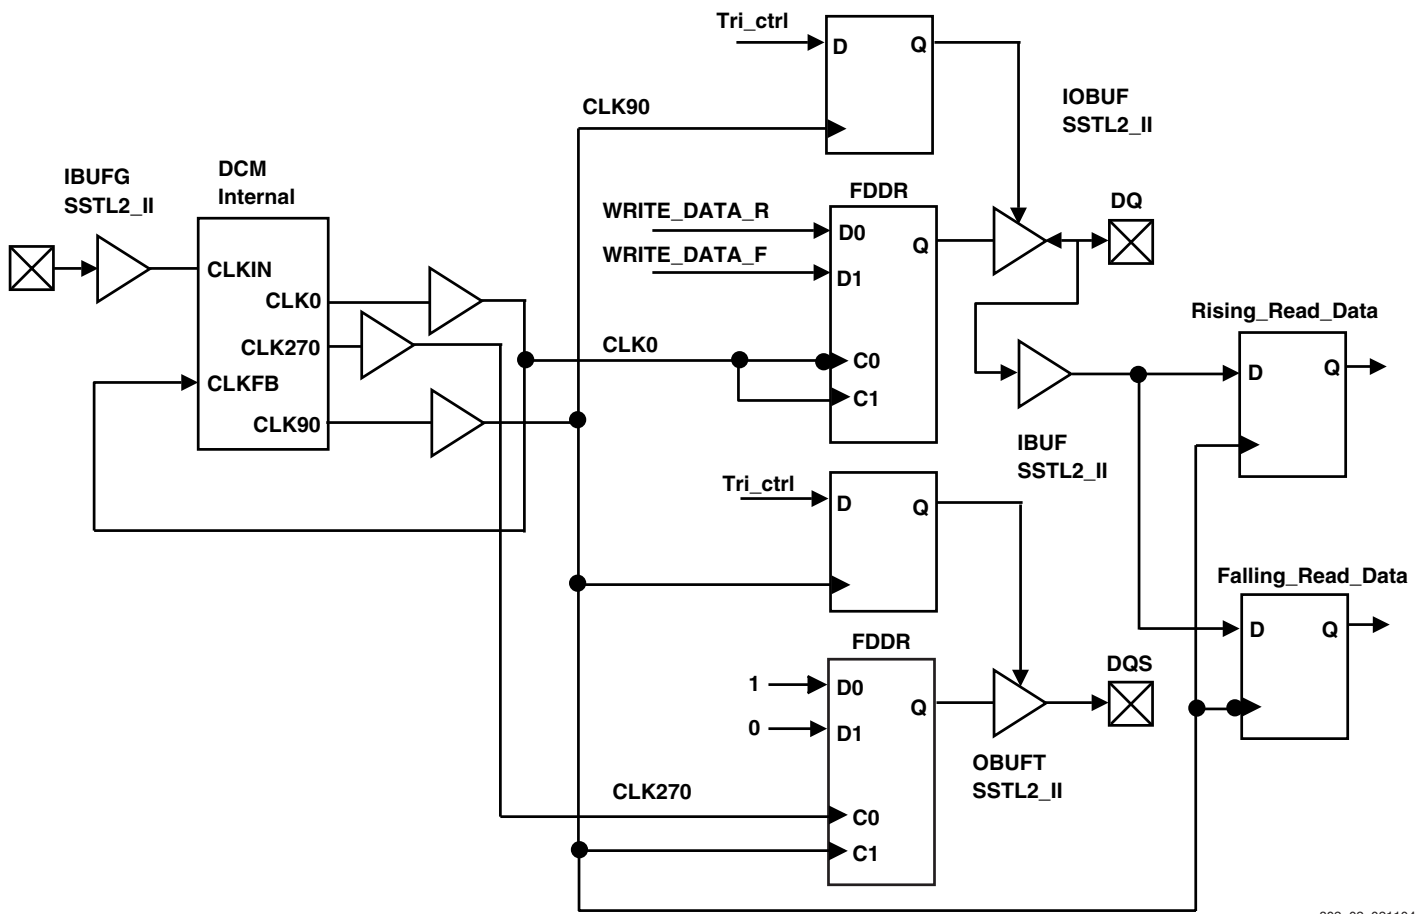 Tri_ctrl
D
Q
IOBUF
SSTL2_II
CLK90
IBUFG
SSTL2_II
DCM
Internal
CLKIN
CLK0
CLK270
CLKFB
CLK90
FDDR
WRITE_DATA_R
WRITE_DATA_F
D0
D1
Q
C0
C1
CLK0
DQ
IBUF
SSTL2_II
Rising_Read_Data
D
Q
Tri_ctrl
D
Q
Falling_Read_Data
D
Q
FDDR
1
0
D0
D1
Q
C0
C1
CLK270
DQS
OBUFT
SSTL2_II